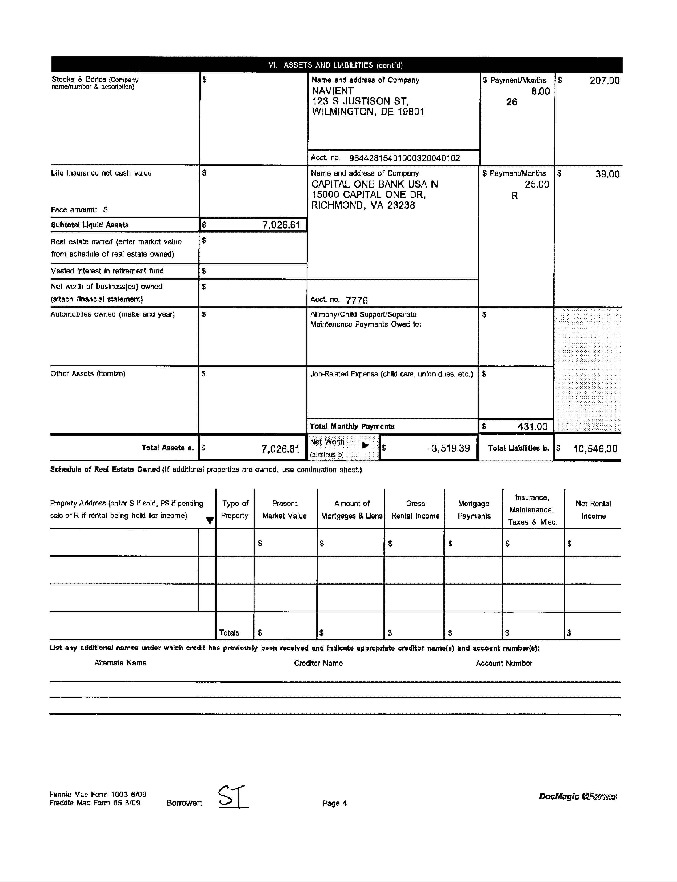 VI. ASSETS AND LIABILITIES (cont'd)
Stocks & Bonds (Company
name/number & description)
$
Name and address of Company
NAVIENT
123 S JUSTISON ST,
WILMINGTON, DE 19801
$ Payment/Months
8.00
26
$ 207.00
Acct. no.
Life insurance net cash value
$
Face amount: $
Name and address of Company
CAPITAL ONE BANK USA N
15000 CAPITAL ONE DR,
RICHMOND, VA 23238
$ Payment/Months
25.00
R
$ 39.00
Subtotal Liquid Assets
$ 7,026.61
Real estate owned (enter market value
from schedule of real estate owned)
$
Vested interest in retirement fund
$
Net worth of business(es) owned
(attach financial statement)
$
Acct. no. 7776
Automobiles owned (make and year)
$
Alimony/Child Support/Separate
Maintenance Payments Owed to:
$
Other Assets (itemize)
$
Job-Related Expense (child care, union dues, etc.)
$
Total Monthly Payments
$ 431.00
Total Assets a.
$ 7,026.61
Net Worth
(a minus b)
$ -3,519.39
Total Liabilities b.
$ 10,546.00
Schedule of Real Estate Owned (If additional properties are owned, use continuation sheet.)
Property Address (enter S if sold, PS if pending
sale or R if rental being held for income)
Type of
Property
Present
Market Value
Amount of
Mortgages & Liens
Gross
Rental Income
Mortgage
Payments
Insurance,
Maintenance,
Taxes & Misc.
Net Rental
Income
$ $ $ $ $ $
Totals $ $ $ $ $ $
List any additional names under which credit has previously been received and indicate appropriate creditor name(s) and account number(s):
Alternate Name Creditor Name Account Number
Fannie Mae Form 1003 6/09
Freddie Mac Form 65 6/09
Borrower: ST
Page 4
DocMagic